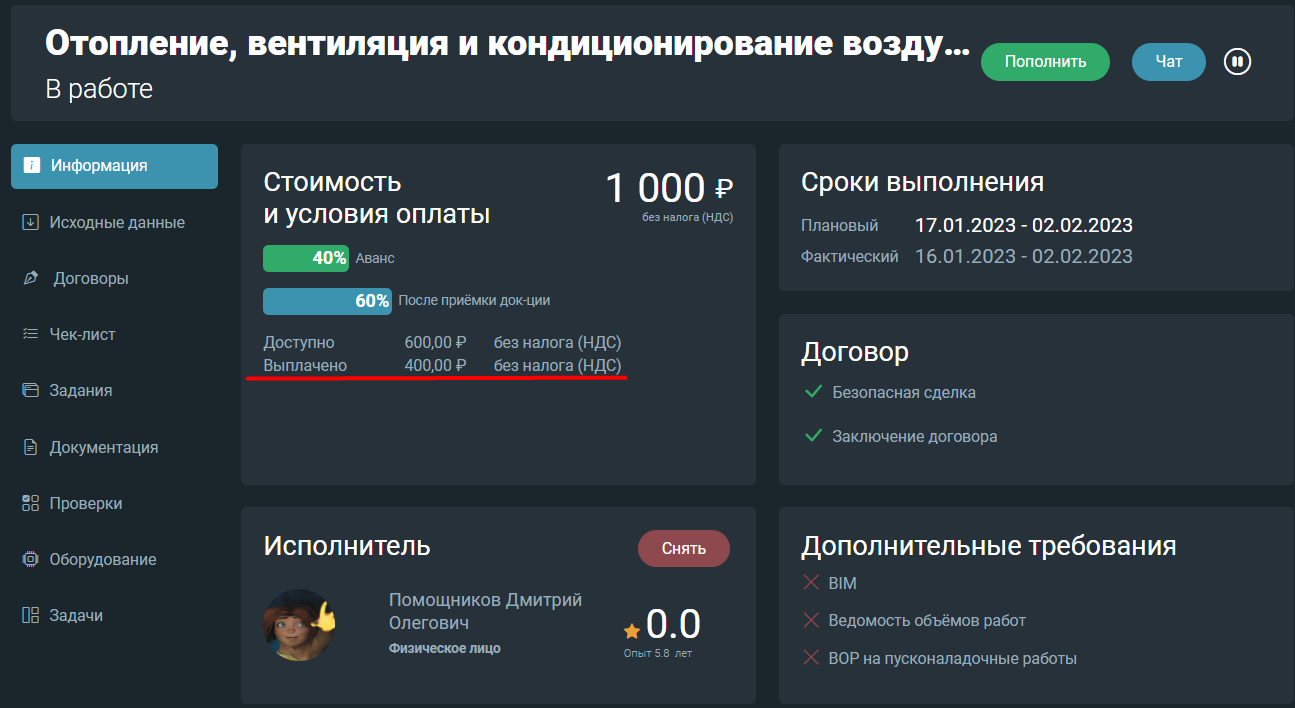 Отопление, вентиляция и кондиционирование возду...
В работе
Пополнить
Чат
Информация
Исходные данные
Договоры
Чек-лист
Задания
Документация
Проверки
Оборудование
Задачи
Стоимость
и условия оплаты
1 000 ₽
без налога (НДС)
40% Аванс
60% После приёмки док-ции
Доступно 600,00 ₽ без налога (НДС)
Выплачено 400,00 ₽ без налога (НДС)
Сроки выполнения
Плановый 17.01.2023 - 02.02.2023
Фактический 16.01.2023 - 02.02.2023
Договор
Безопасная сделка
Заключение договора
Исполнитель
Снять
Помощников Дмитрий
Олегович
Физическое лицо
0.0
Опыт 5.8 лет
Дополнительные требования
BIM
Ведомость объёмов работ
ВОР на пусконаладочные работы